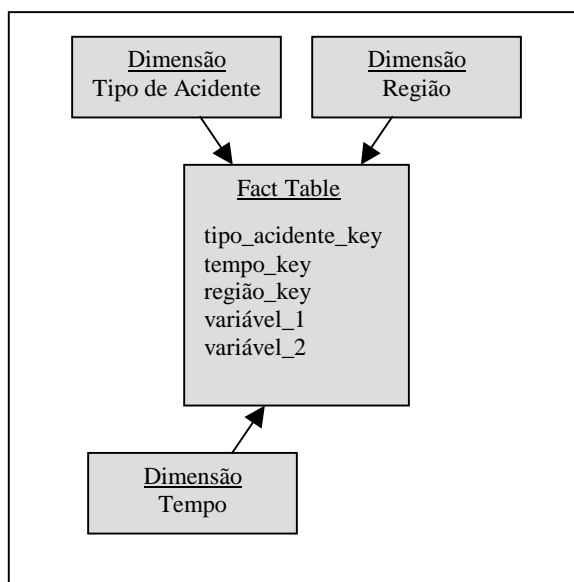 Dimensão
Tipo de Acidente
Dimensão
Região
Fact Table
tipo_acidente_key
tempo_key
região_key
variável_1
variável_2
Dimensão
Tempo